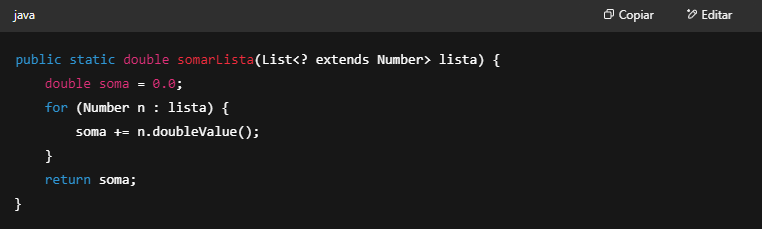 java Copiar Editar
public static double somarLista(List<? extends Number> lista) {
    double soma = 0.0;
    for (Number n : lista) {
        soma += n.doubleValue();
    }
    return soma;
}